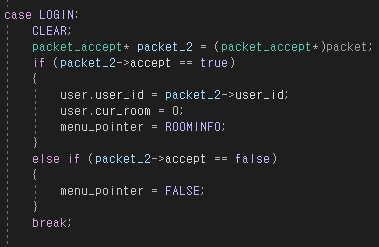 case LOGIN:
    CLEAR;
    packet_accept* packet_2 = (packet_accept*)packet;
    if (packet_2->accept == true)
    {
        user.user_id = packet_2->user_id;
        user.cur_room = 0;
        menu_pointer = ROOMINFO;
    }
    else if (packet_2->accept == false)
    {
        menu_pointer = FALSE;
    }
    break;